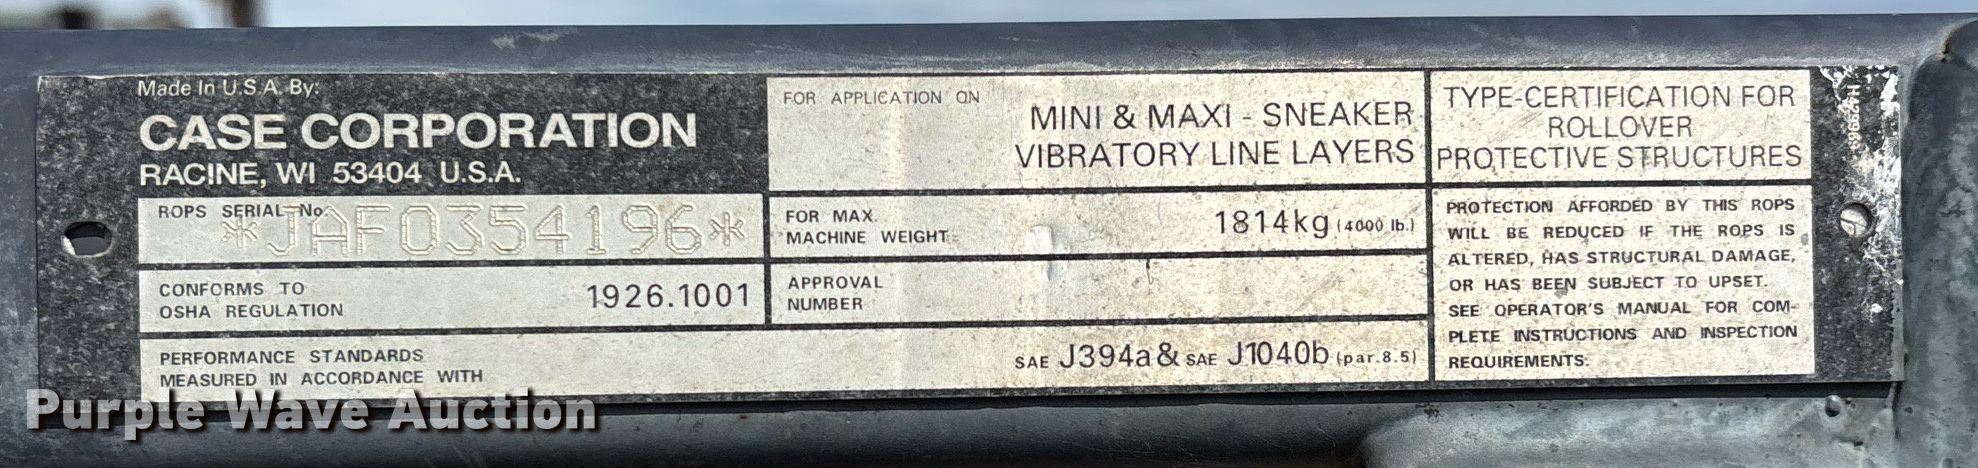 Made In U.S.A. By:
CASE CORPORATION
RACINE, WI 53404 U.S.A.
ROPS SERIAL No.
*JAF0354196*
CONFORMS TO
OSHA REGULATION
1926.1001
PERFORMANCE STANDARDS
MEASURED IN ACCORDANCE WITH
SAE J394a & SAE J1040b (par.8.5)
FOR APPLICATION ON
MINI & MAXI - SNEAKER
VIBRATORY LINE LAYERS
FOR MAX.
MACHINE WEIGHT
1814kg (4000 lb.)
APPROVAL
NUMBER
TYPE-CERTIFICATION FOR
ROLLOVER
PROTECTIVE STRUCTURES
PROTECTION AFFORDED BY THIS ROPS
WILL BE REDUCED IF THE ROPS IS
ALTERED, HAS STRUCTURAL DAMAGE,
OR HAS BEEN SUBJECT TO UPSET.
SEE OPERATOR'S MANUAL FOR COM-
PLETE INSTRUCTIONS AND INSPECTION
REQUIREMENTS.
Purple Wave Auction